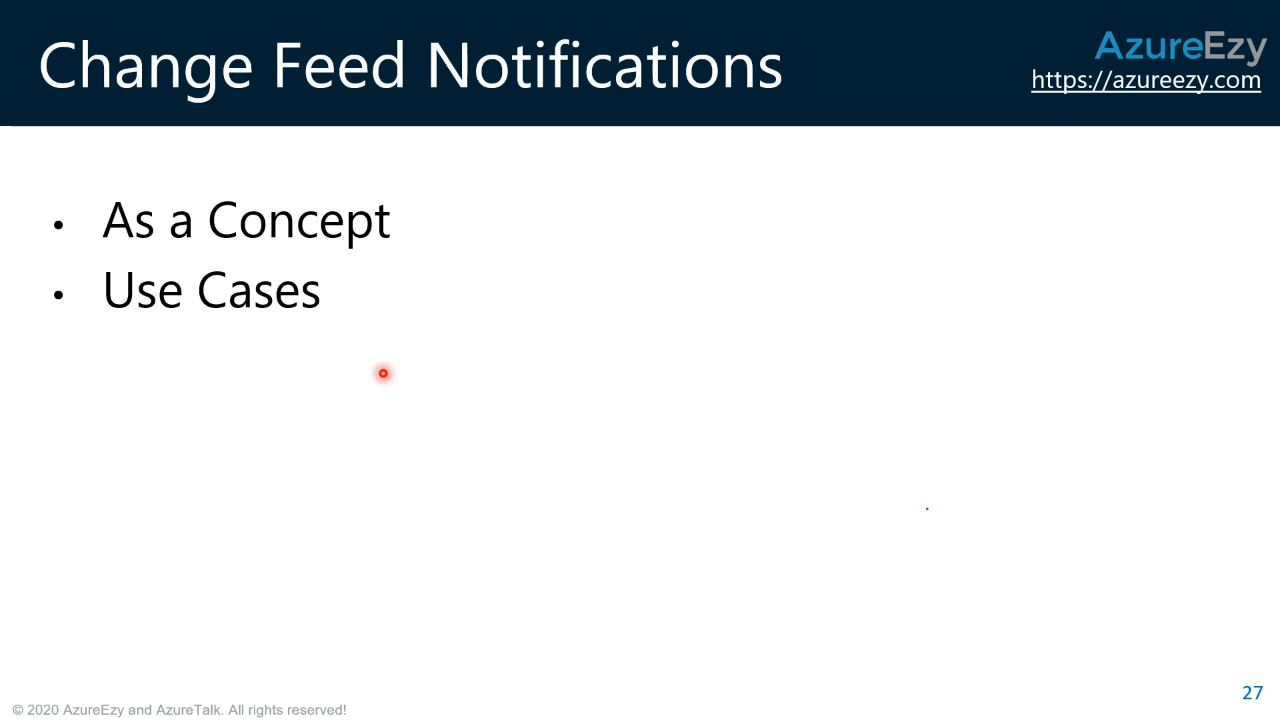 Change Feed Notifications
AzureEzy
https://azureezy.com
• As a Concept
• Use Cases
27
© 2020 AzureEzy and AzureTalk. All rights reserved!